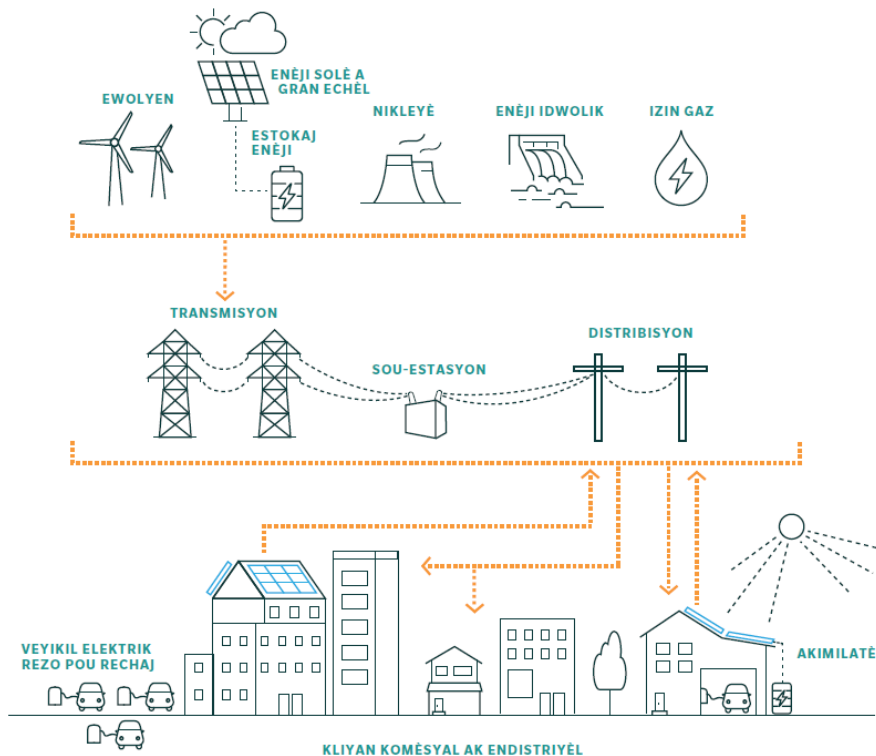 EWOLYEN
ENÈJI SOLÈ A
GRAN ECHÈL
ESTOKAJ
ENÈJI
NIKLEYÈ
ENÈJI IDWOLIK
IZIN GAZ
TRANSMISYON
SOU-ESTASYON
DISTRIBISYON
VEYIKIL ELEKTRIK
REZO POU RECHAJ
AKIMILATÈ
KLIYAN KOMÈSYAL AK ENDISTRIYÈL